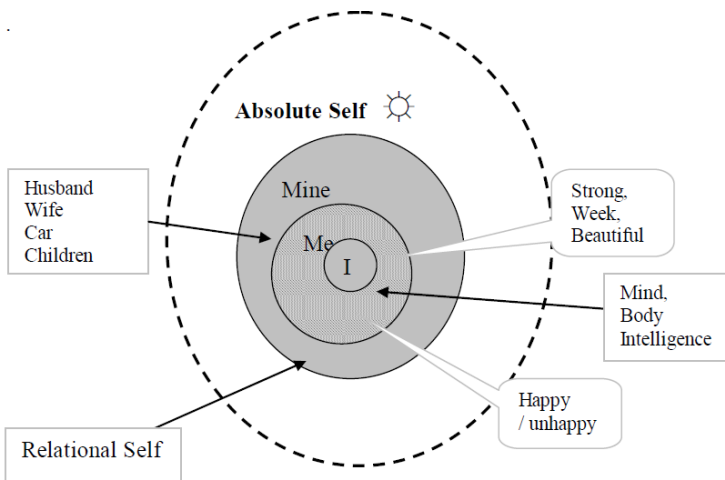 .
Absolute Self
Husband
Wife
Car
Children
Mine
Strong,
Week,
Beautiful
Me
I
Mind,
Body
Intelligence
Happy
/ unhappy
Relational Self